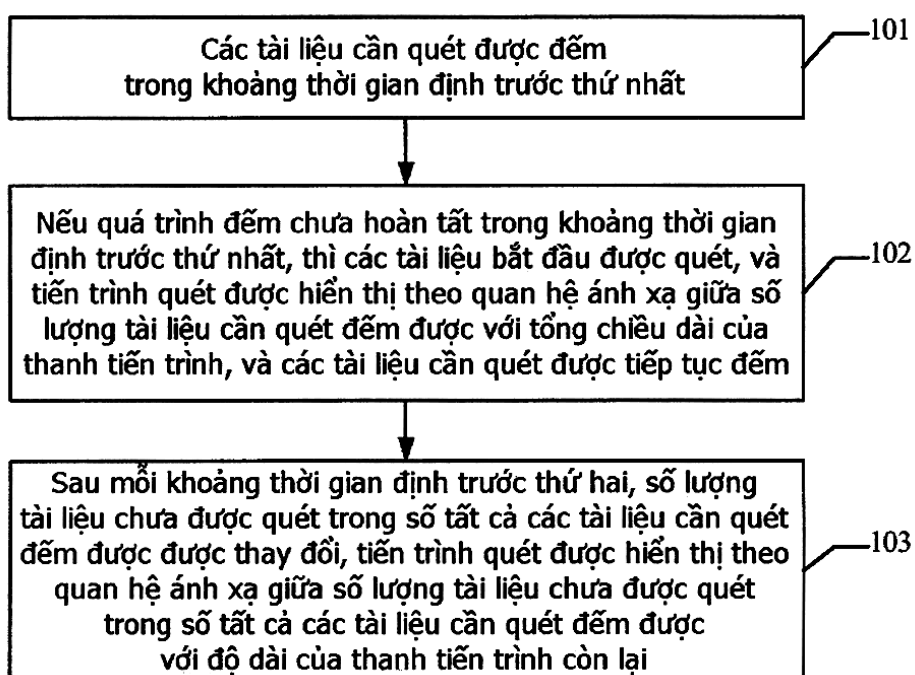 Các tài liệu cần quét được đếm
trong khoảng thời gian định trước thứ nhất
101
Nếu quá trình đếm chưa hoàn tất trong khoảng thời gian
định trước thứ nhất, thì các tài liệu bắt đầu được quét, và
tiến trình quét được hiển thị theo quan hệ ánh xạ giữa số
lượng tài liệu cần quét đếm được với tổng chiều dài của
thanh tiến trình, và các tài liệu cần quét được tiếp tục đếm
102
Sau mỗi khoảng thời gian định trước thứ hai, số lượng
tài liệu chưa được quét trong số tất cả các tài liệu cần quét
đếm được được thay đổi, tiến trình quét được hiển thị theo
quan hệ ánh xạ giữa số lượng tài liệu chưa được quét
trong số tất cả các tài liệu cần quét đếm được
với độ dài của thanh tiến trình còn lại
103